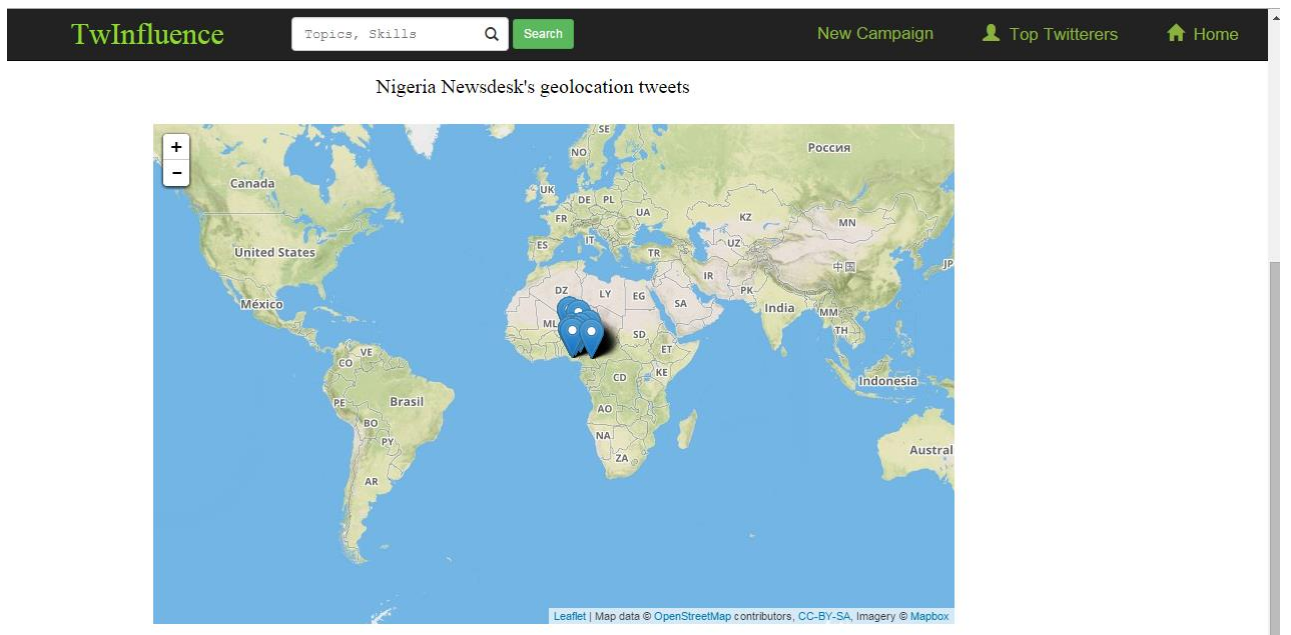 TwInfluence
Topics, Skills
Search
New Campaign
Top Twitterers
Home
Nigeria Newsdesk's geolocation tweets
+
−
SE
NO
Россия
Canada
UK
DE PL
UA
FR
KZ
MN
IT
ES
UZ
TR
United States
中国
JP
IR
PK
DZ
LY
EG
SA
México
India
MM
ML
TH
SD
ET
VE
CO
KE
CD
Indonesia
PE
Brasil
AO
BO
NA
PY
Austral
ZA
AR
Leaflet | Map data © OpenStreetMap contributors, CC-BY-SA, Imagery © Mapbox